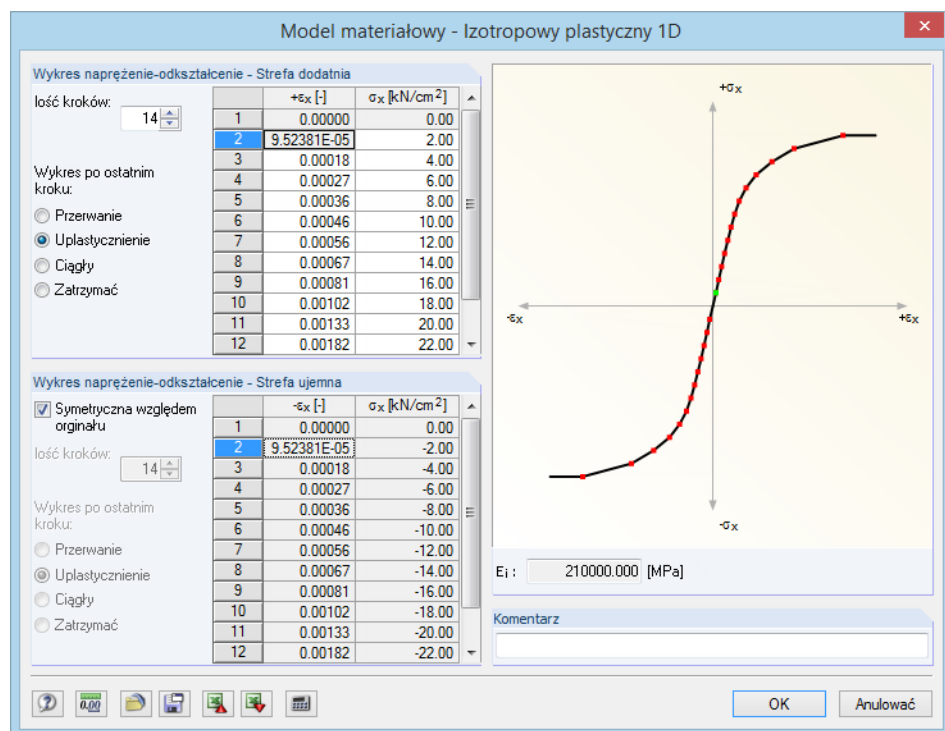 Model materiałowy - Izotropowy plastyczny 1D
Wykres naprężenie-odkształcenie - Strefa dodatnia
Ilość kroków:
14
Wykres po ostatnim
kroku:
Przerwanie
Uplastycznienie
Ciągły
Zatrzymać
+εx [-] σx [kN/cm²]
1 0.00000 0.00
2 9.52381E-05 2.00
3 0.00018 4.00
4 0.00027 6.00
5 0.00036 8.00
6 0.00046 10.00
7 0.00056 12.00
8 0.00067 14.00
9 0.00081 16.00
10 0.00102 18.00
11 0.00133 20.00
12 0.00182 22.00
Wykres naprężenie-odkształcenie - Strefa ujemna
Symetryczna względem
orginału
Ilość kroków:
14
Wykres po ostatnim
kroku:
Przerwanie
Uplastycznienie
Ciągły
Zatrzymać
-εx [-] σx [kN/cm²]
1 0.00000 0.00
2 9.52381E-05 -2.00
3 0.00018 -4.00
4 0.00027 -6.00
5 0.00036 -8.00
6 0.00046 -10.00
7 0.00056 -12.00
8 0.00067 -14.00
9 0.00081 -16.00
10 0.00102 -18.00
11 0.00133 -20.00
12 0.00182 -22.00
+σx
-εx +εx
-σx
Ei : 210000.000 [MPa]
Komentarz
0.00
OK Anulować